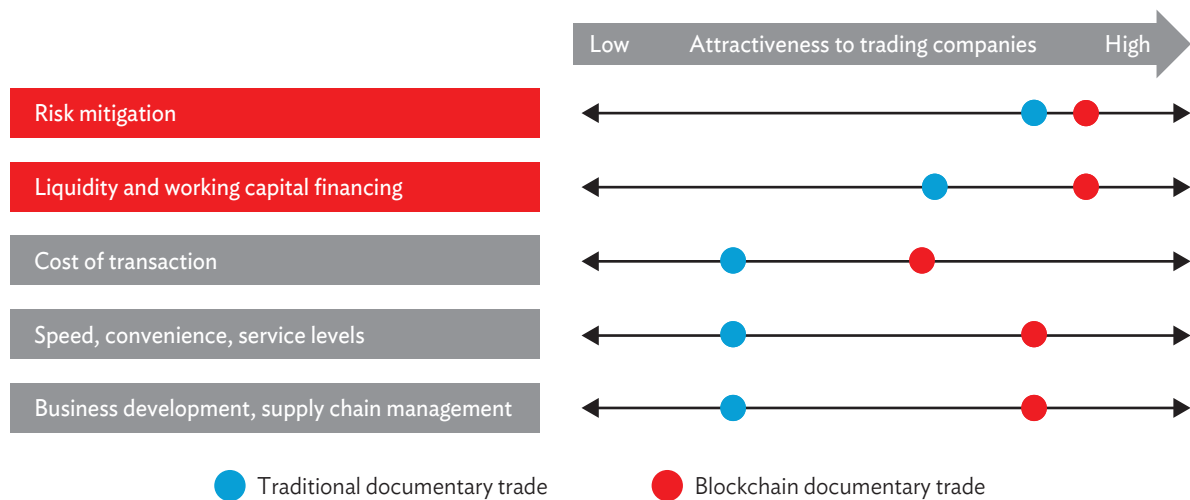 Low Attractiveness to trading companies High
Risk mitigation
Liquidity and working capital financing
Cost of transaction
Speed, convenience, service levels
Business development, supply chain management
Traditional documentary trade Blockchain documentary trade